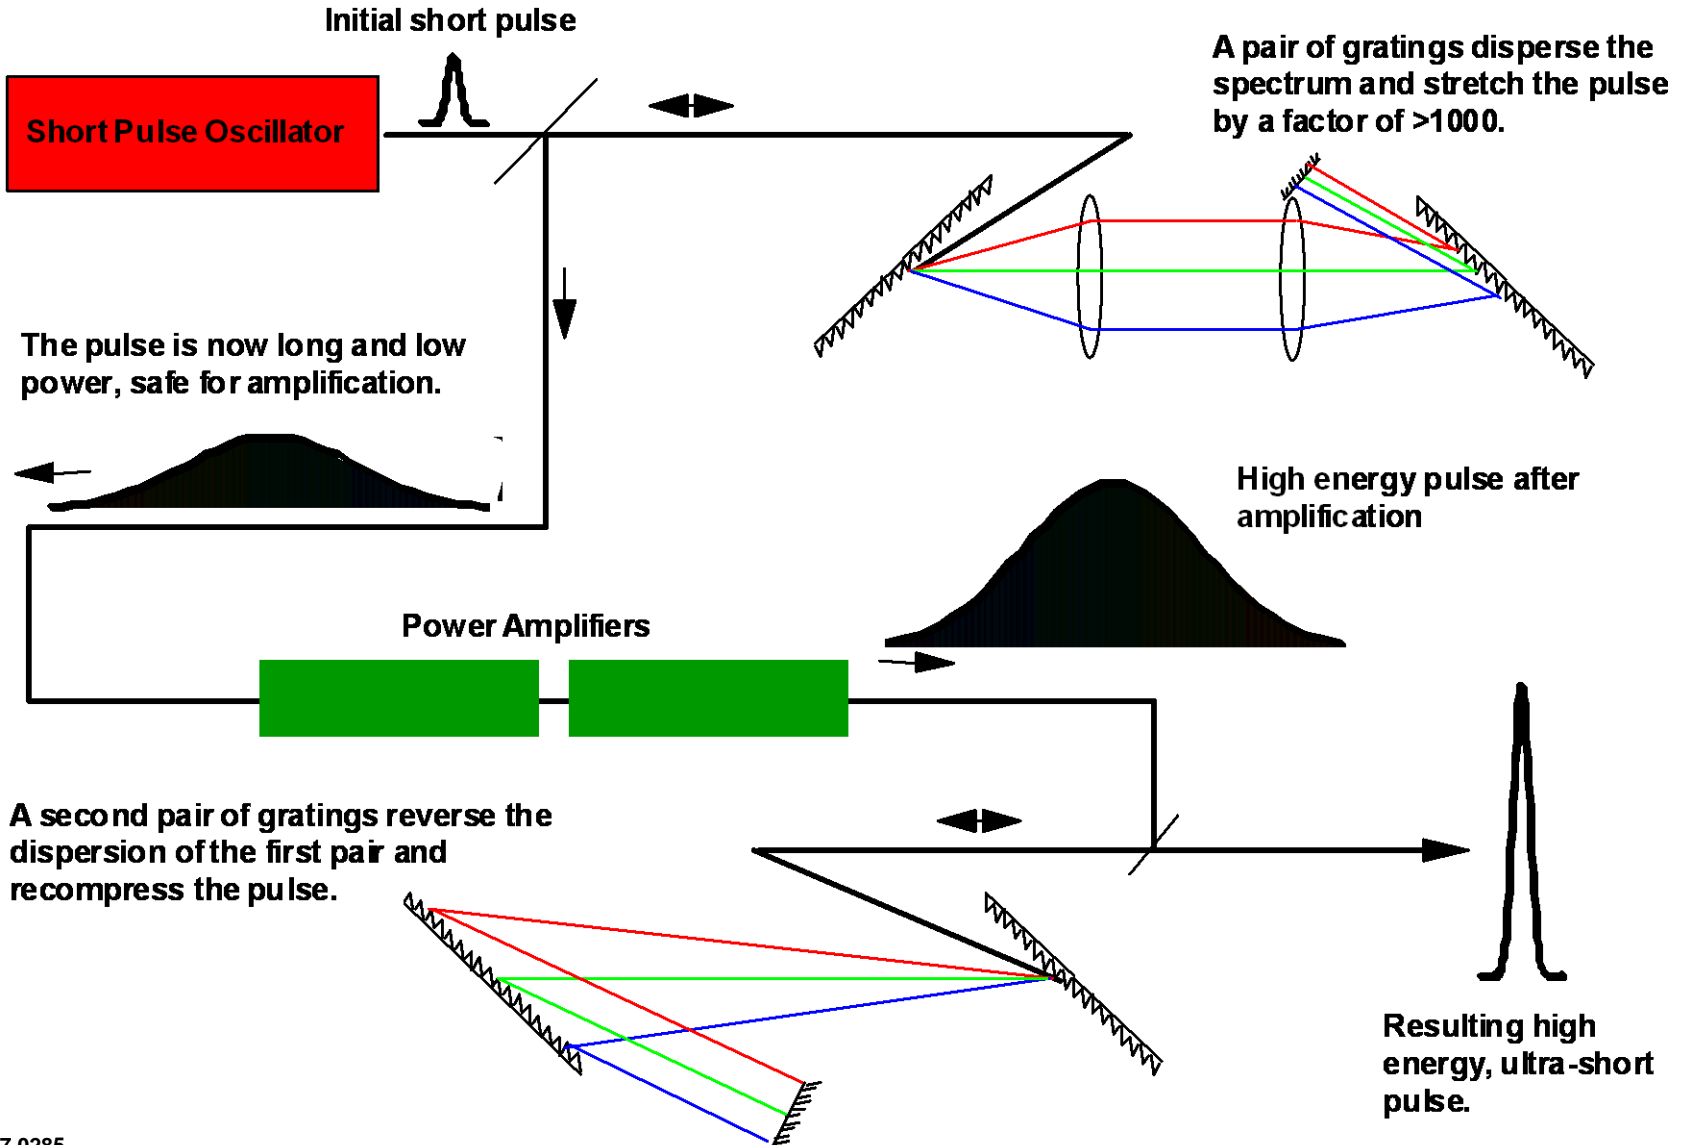 Initial short pulse
Short Pulse Oscillator
A pair of gratings disperse the
spectrum and stretch the pulse
by a factor of >1000.
The pulse is now long and low
power, safe for amplification.
High energy pulse after
amplification
Power Amplifiers
A second pair of gratings reverse the
dispersion of the first pair and
recompress the pulse.
Resulting high
energy, ultra-short
pulse.